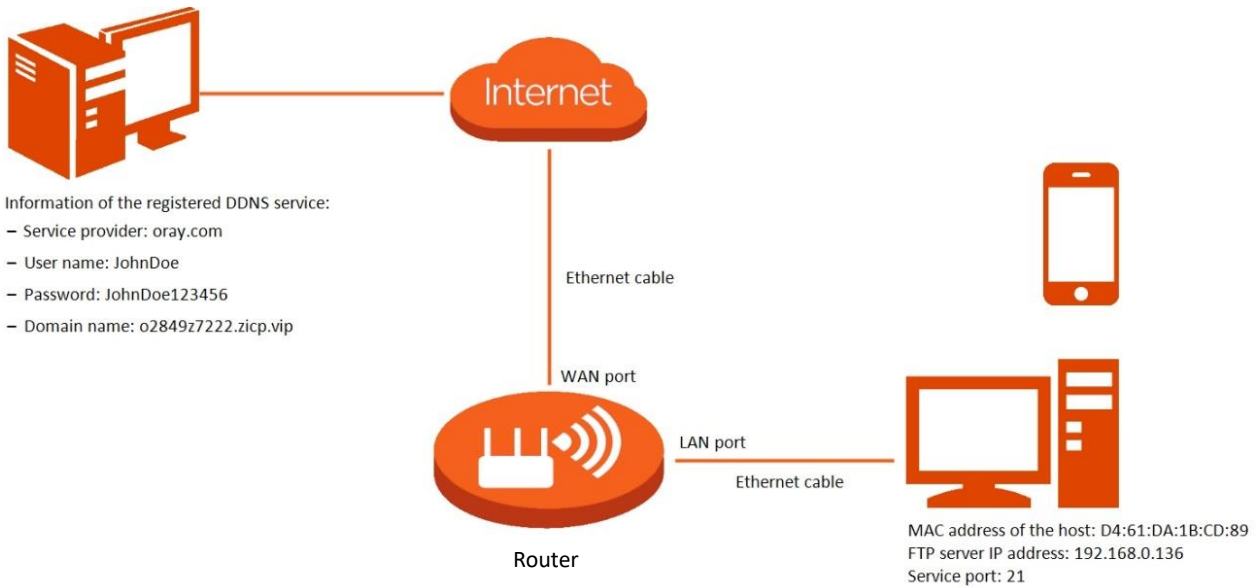 Internet
Information of the registered DDNS service:
– Service provider: oray.com
– User name: JohnDoe
– Password: JohnDoe123456
– Domain name: o2849z7222.zicp.vip
Ethernet cable
WAN port
LAN port
Ethernet cable
Router
MAC address of the host: D4:61:DA:1B:CD:89
FTP server IP address: 192.168.0.136
Service port: 21